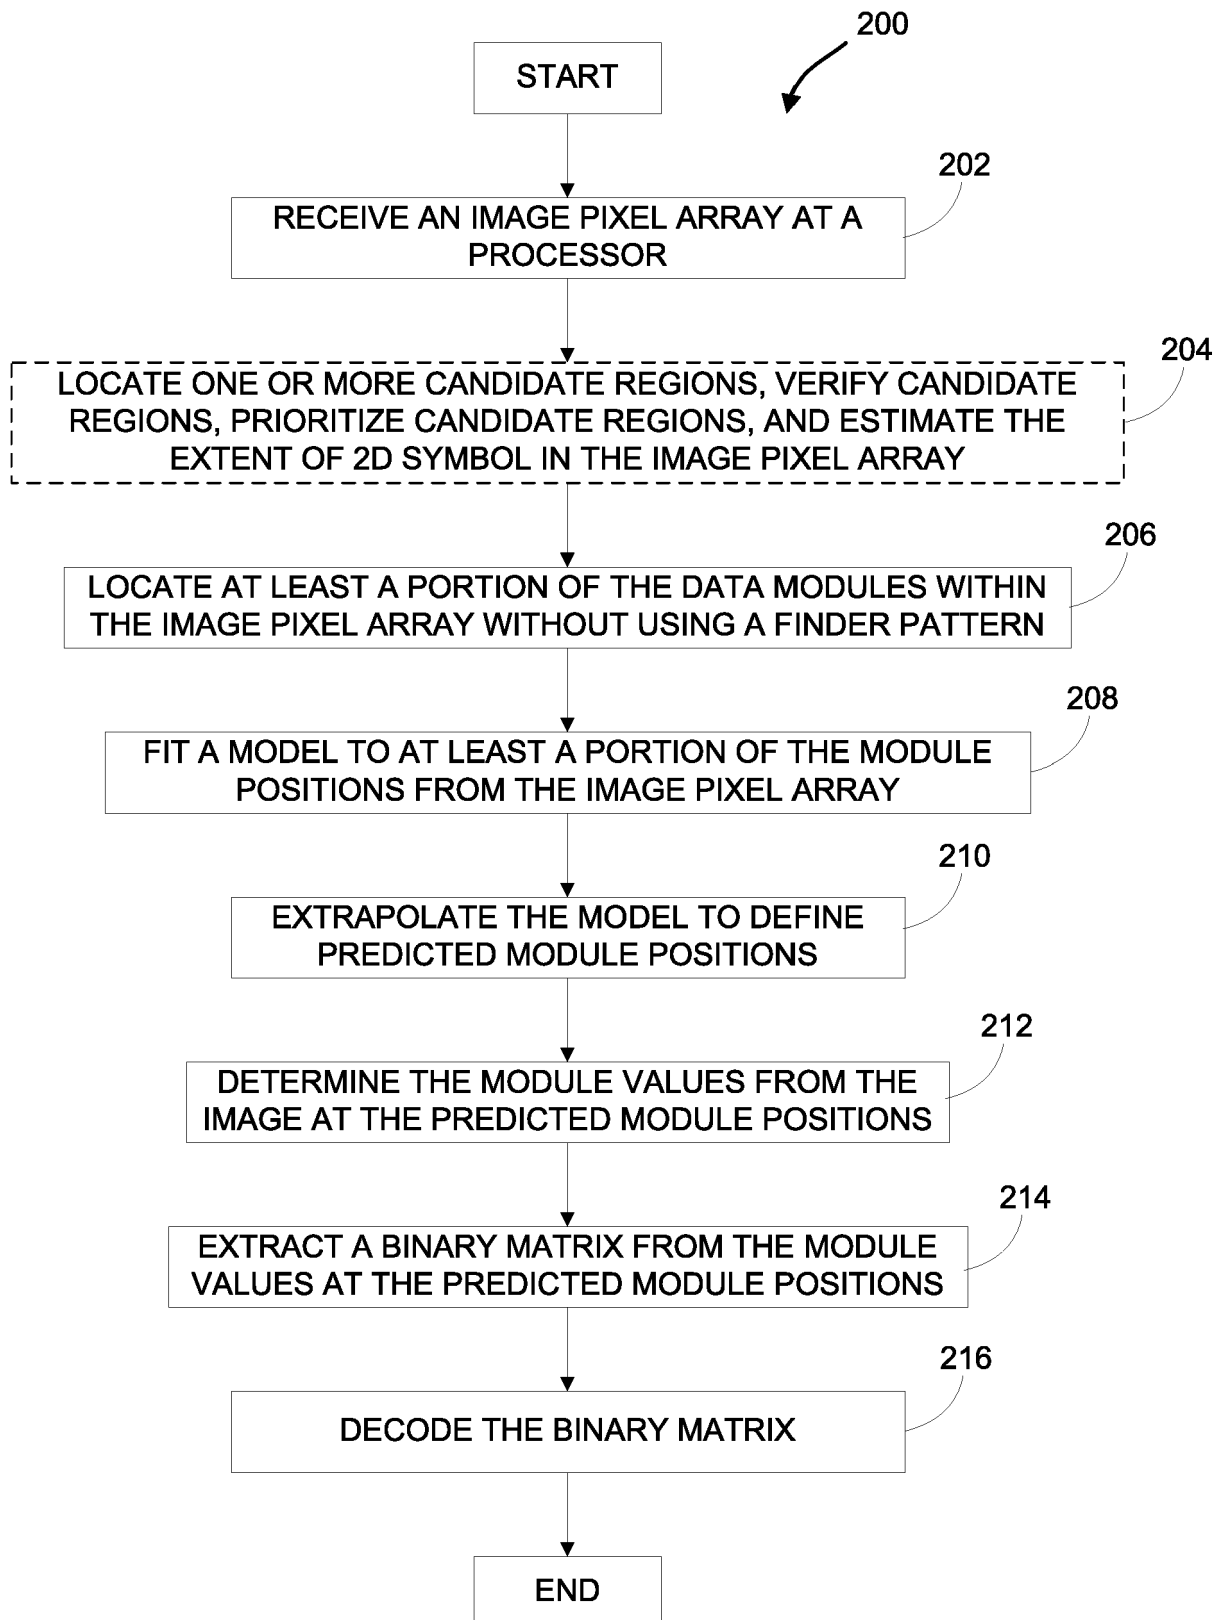 200
START
202
RECEIVE AN IMAGE PIXEL ARRAY AT A
PROCESSOR
204
LOCATE ONE OR MORE CANDIDATE REGIONS, VERIFY CANDIDATE
REGIONS, PRIORITIZE CANDIDATE REGIONS, AND ESTIMATE THE
EXTENT OF 2D SYMBOL IN THE IMAGE PIXEL ARRAY
206
LOCATE AT LEAST A PORTION OF THE DATA MODULES WITHIN
THE IMAGE PIXEL ARRAY WITHOUT USING A FINDER PATTERN
208
FIT A MODEL TO AT LEAST A PORTION OF THE MODULE
POSITIONS FROM THE IMAGE PIXEL ARRAY
210
EXTRAPOLATE THE MODEL TO DEFINE
PREDICTED MODULE POSITIONS
212
DETERMINE THE MODULE VALUES FROM THE
IMAGE AT THE PREDICTED MODULE POSITIONS
214
EXTRACT A BINARY MATRIX FROM THE MODULE
VALUES AT THE PREDICTED MODULE POSITIONS
216
DECODE THE BINARY MATRIX
END